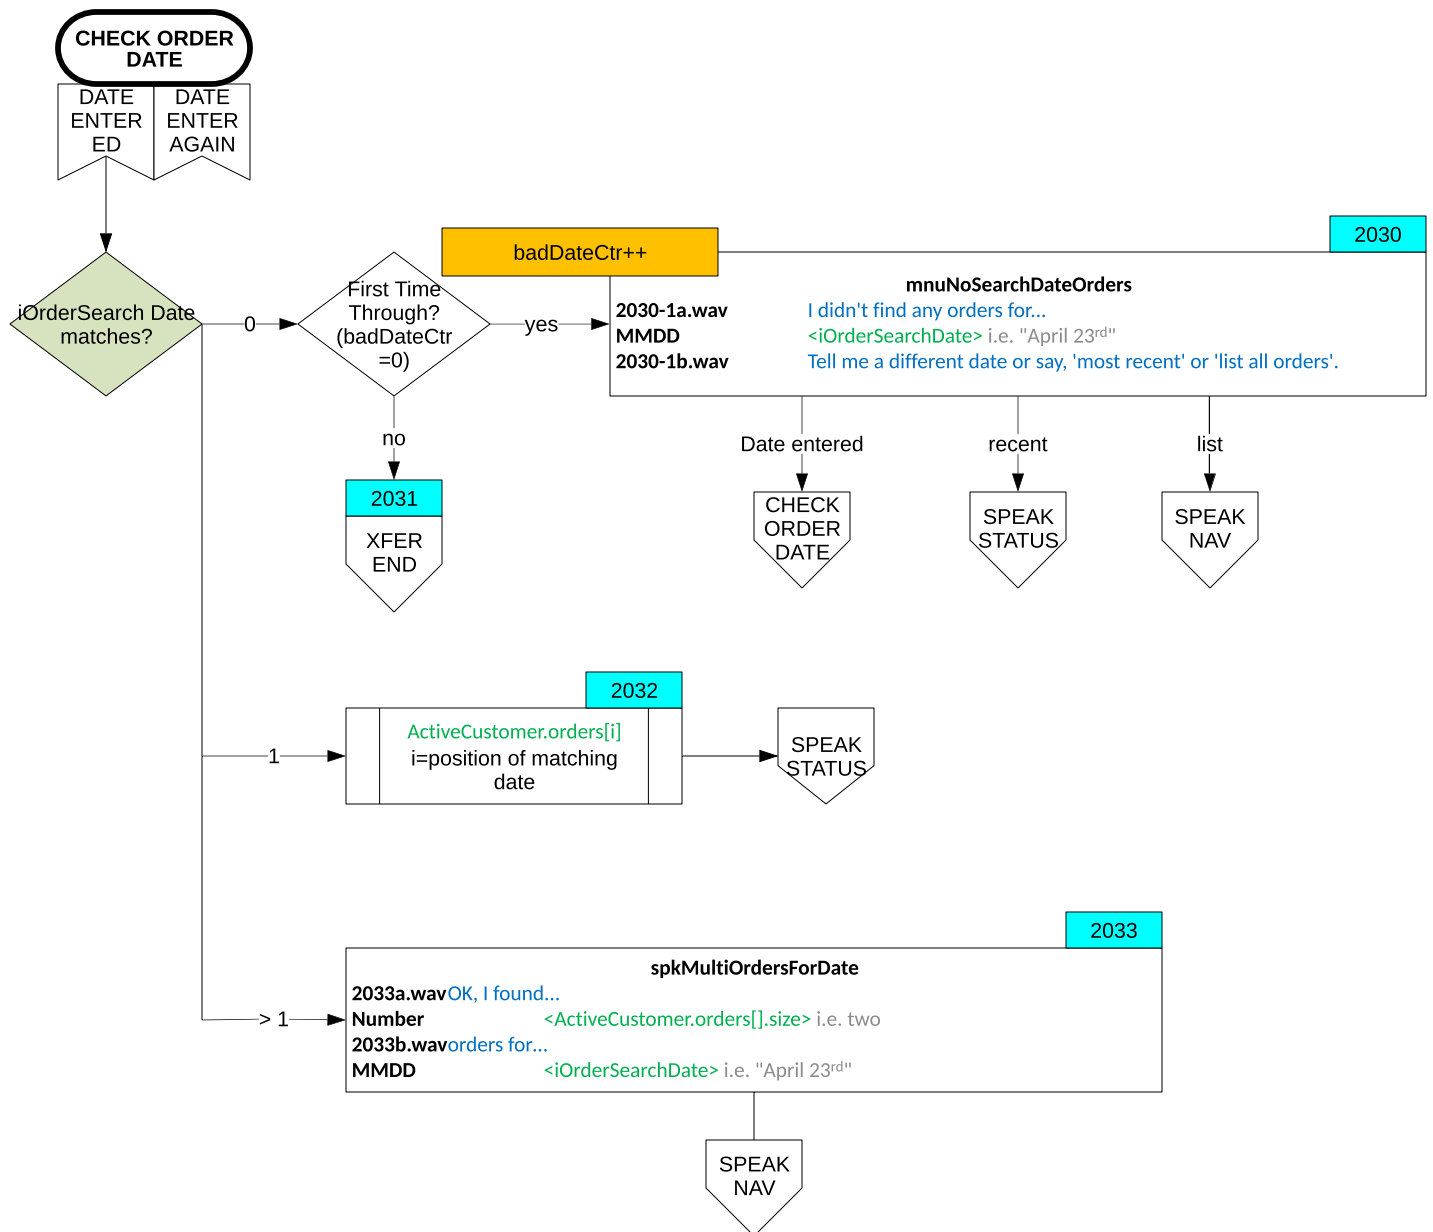 CHECK ORDER
DATE
DATE
ENTER
ED
DATE
ENTER
AGAIN
iOrderSearch Date
matches?
0
First Time
Through?
(badDateCtr
=0)
yes
badDateCtr++
2030
mnuNoSearchDateOrders
2030-1a.wav I didn't find any orders for...
MMDD <iOrderSearchDate> i.e. "April 23rd"
2030-1b.wav Tell me a different date or say, 'most recent' or 'list all orders'.
no
Date entered
recent
list
2031
XFER
END
CHECK
ORDER
DATE
SPEAK
STATUS
SPEAK
NAV
2032
1
ActiveCustomer.orders[i]
i=position of matching
date
SPEAK
STATUS
2033
> 1
spkMultiOrdersForDate
2033a.wav OK, I found...
Number <ActiveCustomer.orders[].size> i.e. two
2033b.wav orders for...
MMDD <iOrderSearchDate> i.e. "April 23rd"
SPEAK
NAV